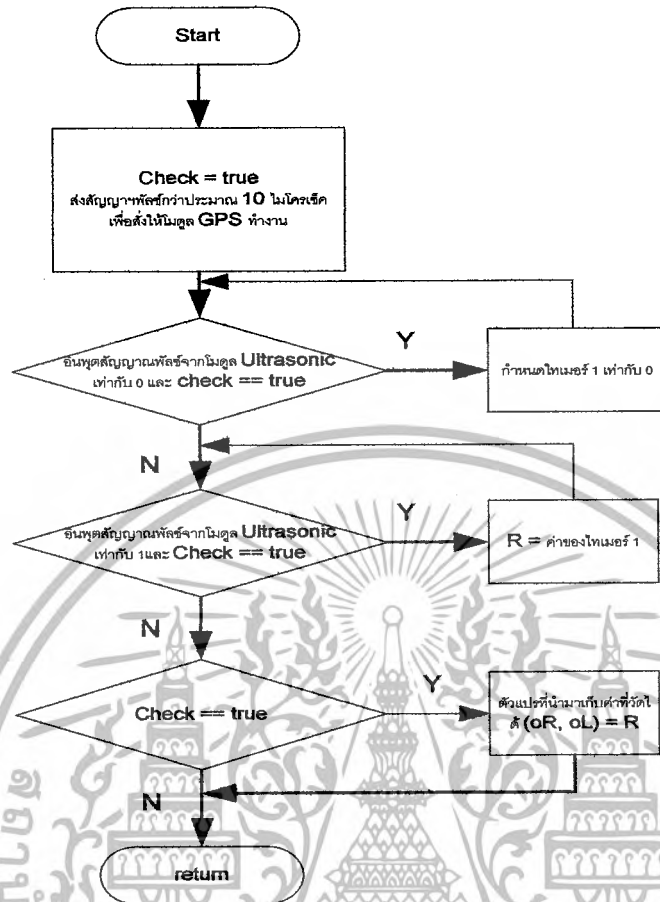 Start
Check = true
ส่งสัญญาฯพัลซ์กว่าประมาณ 10 ไมโครเซ็ค
เพื่อสั่งให้โมดูล GPS ทำงาน
อินพุตสัญญาณพัลซ์จากโมดูล Ultrasonic
เท่ากับ 0 และ check == true
Y
กำหนดไทเมอร์ 1 เท่ากับ 0
N
อินพุตสัญญาณพัลซ์จากโมดูล Ultrasonic
เท่ากับ 1และ Check == true
Y
R = ค่าของไทเมอร์ 1
N
Check == true
Y
ตัวแปรที่นำมาเก็บค่าที่วัดไ
ด้ (oR, oL) = R
N
return